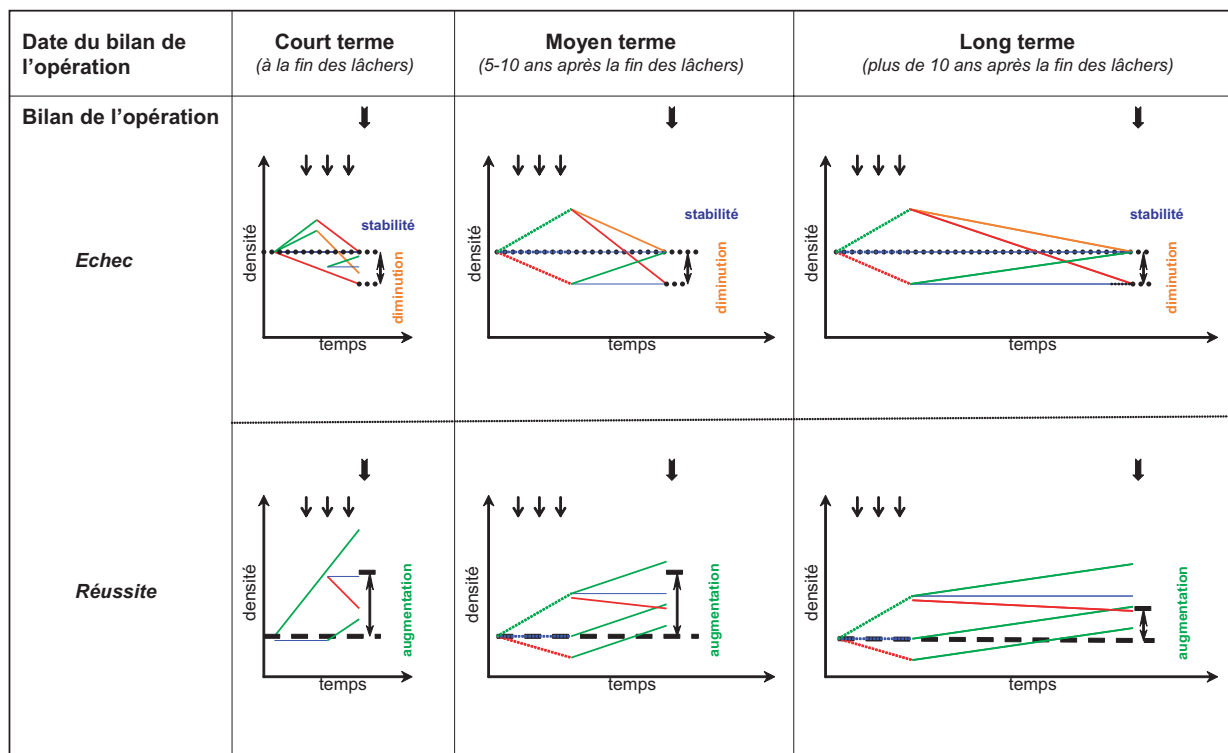 Date du bilan de
l’opération
Court terme
(à la fin des lâchers)
Moyen terme
(5-10 ans après la fin des lâchers)
Long terme
(plus de 10 ans après la fin des lâchers)
Bilan de l’opération
Echec
densité
stabilité
diminution
temps
densité
stabilité
diminution
temps
densité
stabilité
diminution
temps
Réussite
densité
augmentation
temps
densité
augmentation
temps
densité
augmentation
temps